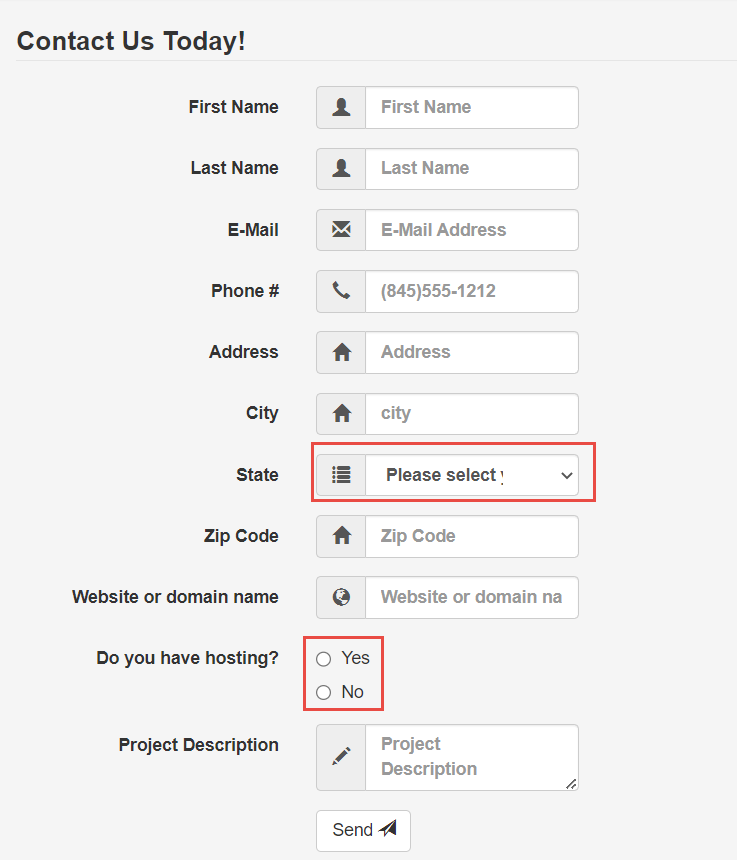 Contact Us Today!
First Name First Name
Last Name Last Name
E-Mail E-Mail Address
Phone # (845)555-1212
Address Address
City city
State Please select
Zip Code Zip Code
Website or domain name Website or domain na
Do you have hosting? Yes
No
Project Description Project
Description
Send